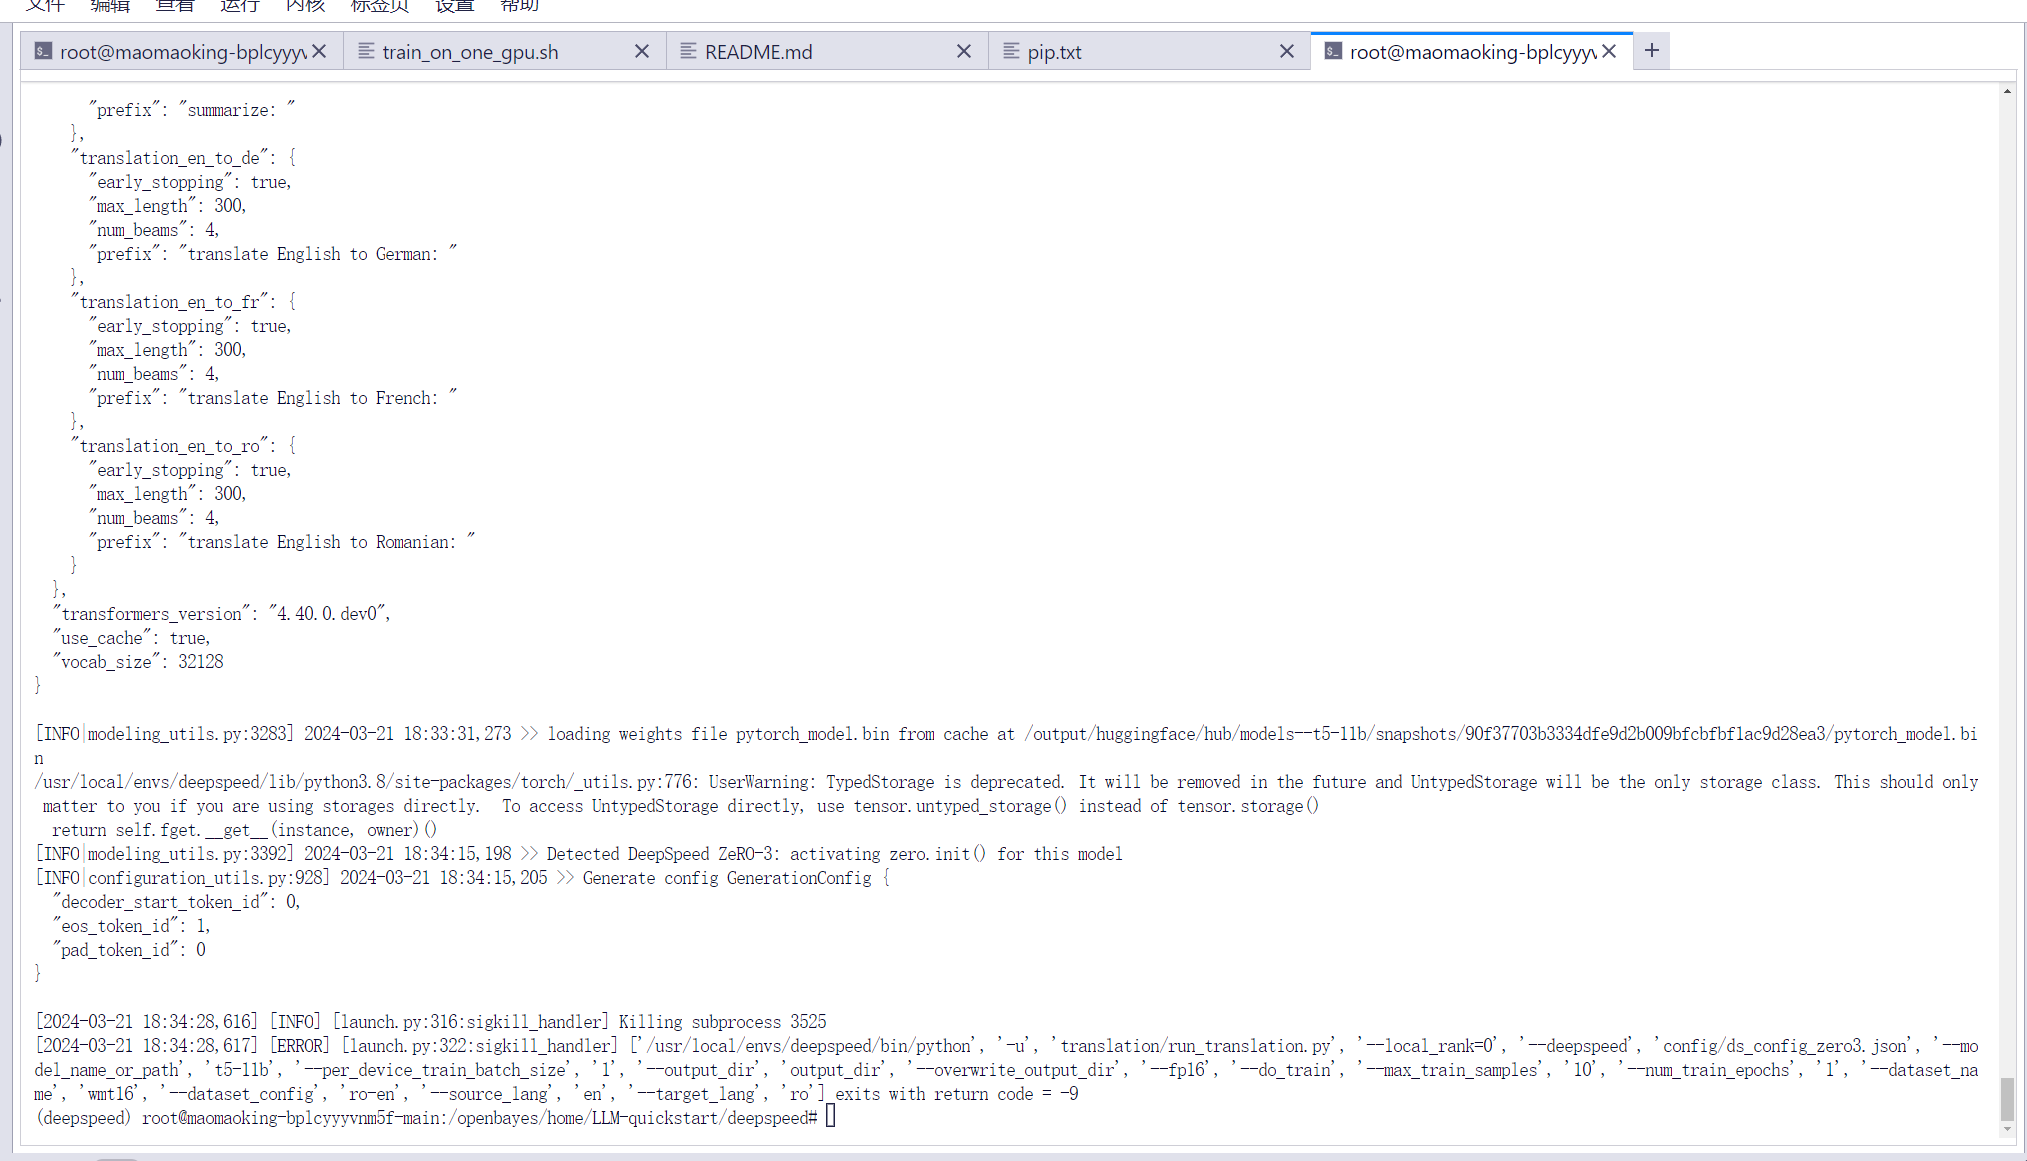 文件 编辑 查看 运行 内核 标签页 设置 帮助
root@maomaoking-bplcyyyv train_on_one_gpu.sh README.md pip.txt root@maomaoking-bplcyyyv
"prefix": "summarize: "
},
"translation_en_to_de": {
"early_stopping": true,
"max_length": 300,
"num_beams": 4,
"prefix": "translate English to German: "
},
"translation_en_to_fr": {
"early_stopping": true,
"max_length": 300,
"num_beams": 4,
"prefix": "translate English to French: "
},
"translation_en_to_ro": {
"early_stopping": true,
"max_length": 300,
"num_beams": 4,
"prefix": "translate English to Romanian: "
}
},
"transformers_version": "4.40.0.dev0",
"use_cache": true,
"vocab_size": 32128
}
[INFO|modeling_utils.py:3283] 2024-03-21 18:33:31,273 >> loading weights file pytorch_model.bin from cache at /output/huggingface/hub/models--t5-11b/snapshots/90f37703b3334dfe9d2b009bfcbfbf1ac9d28ea3/pytorch_model.bi
n
/usr/local/envs/deepspeed/lib/python3.8/site-packages/torch/_utils.py:776: UserWarning: TypedStorage is deprecated. It will be removed in the future and UntypedStorage will be the only storage class. This should only
matter to you if you are using storages directly.  To access UntypedStorage directly, use tensor.untyped_storage() instead of tensor.storage()
return self.fget.__get__(instance, owner)()
[INFO|modeling_utils.py:3392] 2024-03-21 18:34:15,198 >> Detected DeepSpeed ZeRO-3: activating zero.init() for this model
[INFO|configuration_utils.py:928] 2024-03-21 18:34:15,205 >> Generate config GenerationConfig {
"decoder_start_token_id": 0,
"eos_token_id": 1,
"pad_token_id": 0
}
[2024-03-21 18:34:28,616] [INFO] [launch.py:316:sigkill_handler] Killing subprocess 3525
[2024-03-21 18:34:28,617] [ERROR] [launch.py:322:sigkill_handler] ['/usr/local/envs/deepspeed/bin/python', '-u', 'translation/run_translation.py', '--local_rank=0', '--deepspeed', 'config/ds_config_zero3.json', '--mo
del_name_or_path', 't5-11b', '--per_device_train_batch_size', '1', '--output_dir', 'output_dir', '--overwrite_output_dir', '--fp16', '--do_train', '--max_train_samples', '10', '--num_train_epochs', '1', '--dataset_na
me', 'wmt16', '--dataset_config', 'ro-en', '--source_lang', 'en', '--target_lang', 'ro'] exits with return code = -9
(deepspeed) root@maomaoking-bplcyyyvnm5f-main:/openbayes/home/LLM-quickstart/deepspeed#